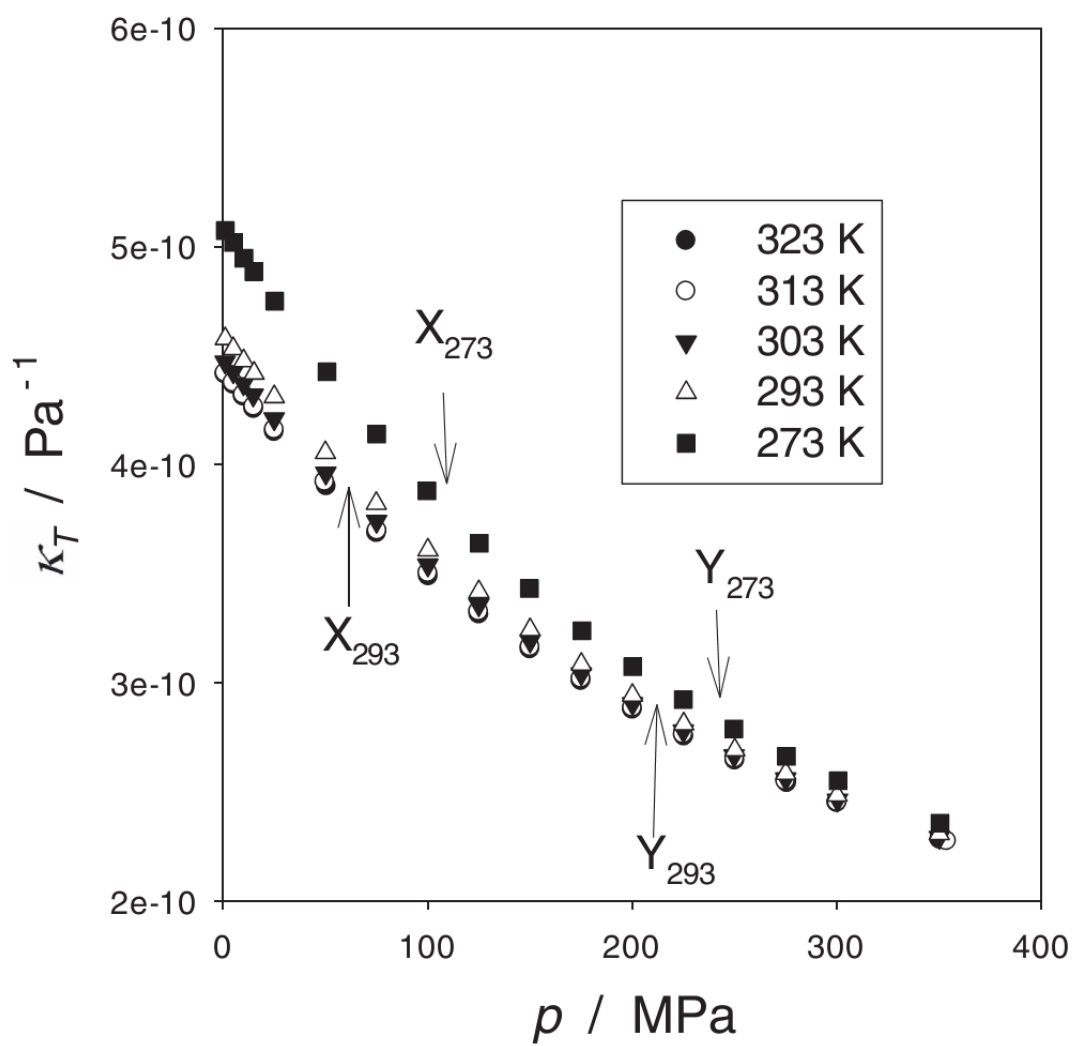 6e-10
5e-10
4e-10
3e-10
2e-10
κT / Pa-1
0
100
200
300
400
p / MPa
323 K
313 K
303 K
293 K
273 K
X273
X293
Y273
Y293